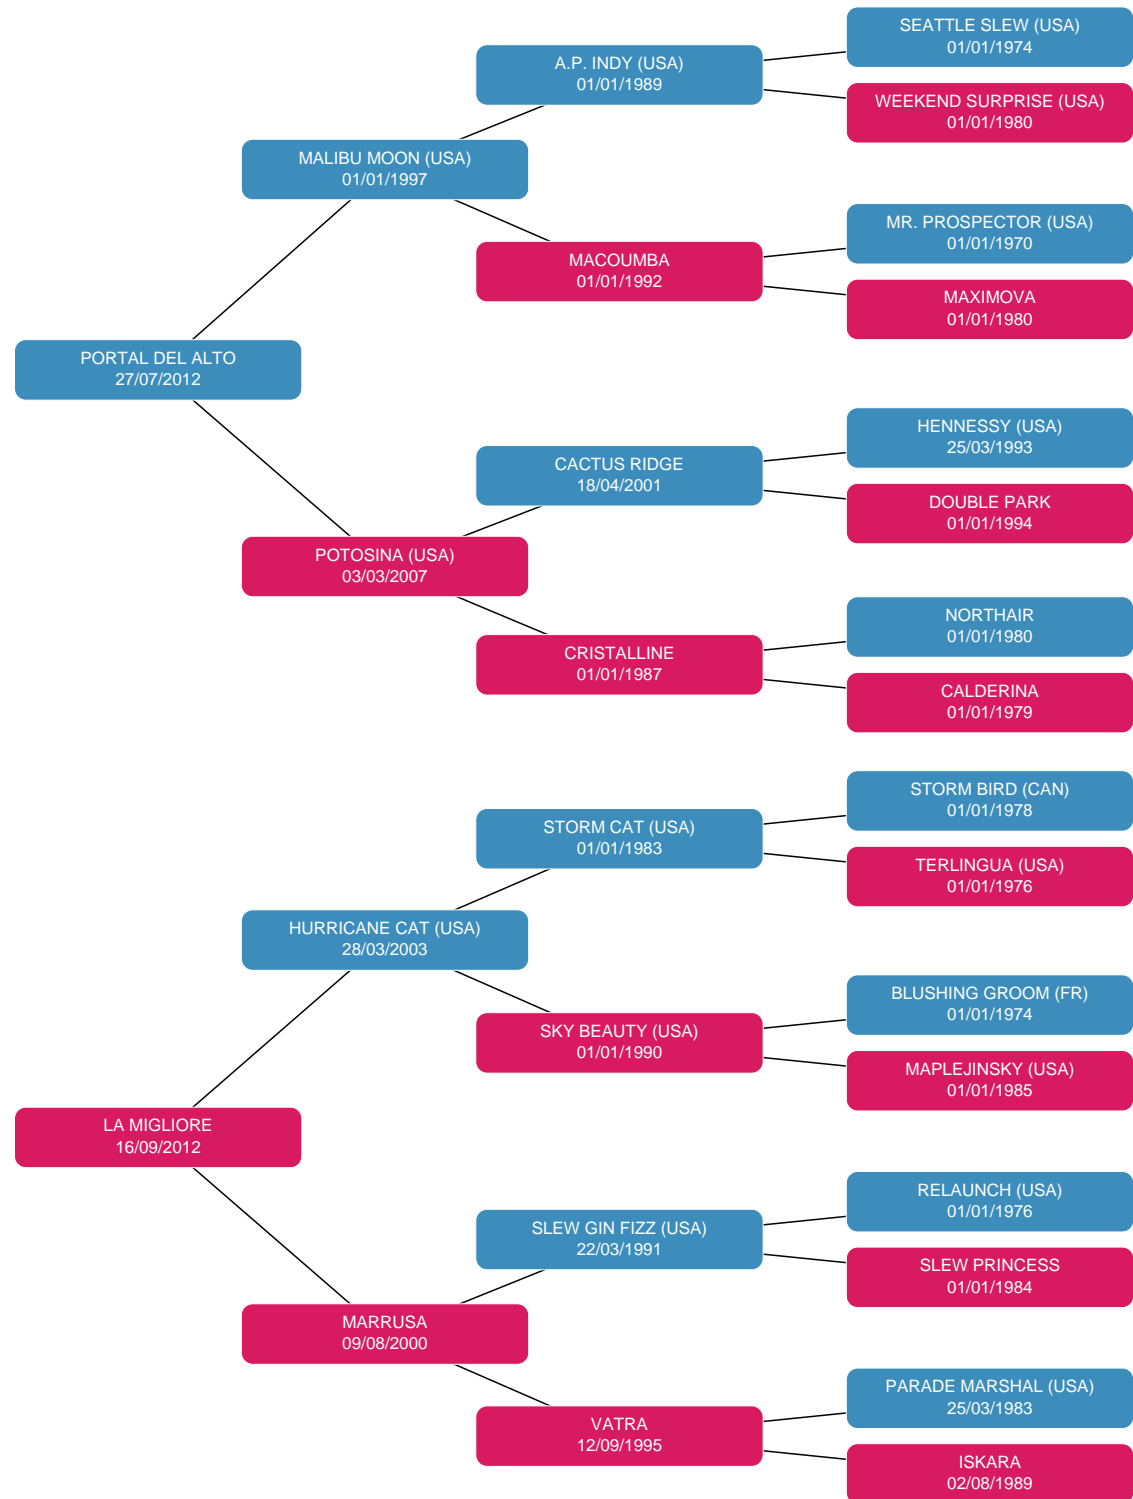 SEATTLE SLEW (USA)
01/01/1974
A.P. INDY (USA)
01/01/1989
WEEKEND SURPRISE (USA)
01/01/1980
MALIBU MOON (USA)
01/01/1997
MR. PROSPECTOR (USA)
01/01/1970
MACOUMBA
01/01/1992
MAXIMOVA
01/01/1980
PORTAL DEL ALTO
27/07/2012
HENNESSY (USA)
25/03/1993
CACTUS RIDGE
18/04/2001
DOUBLE PARK
01/01/1994
POTOSINA (USA)
03/03/2007
NORTHAIR
01/01/1980
CRISTALLINE
01/01/1987
CALDERINA
01/01/1979
STORM BIRD (CAN)
01/01/1978
STORM CAT (USA)
01/01/1983
TERLINGUA (USA)
01/01/1976
HURRICANE CAT (USA)
28/03/2003
BLUSHING GROOM (FR)
01/01/1974
SKY BEAUTY (USA)
01/01/1990
MAPLEJINSKY (USA)
01/01/1985
LA MIGLIORE
16/09/2012
RELAUNCH (USA)
01/01/1976
SLEW GIN FIZZ (USA)
22/03/1991
SLEW PRINCESS
01/01/1984
MARRUSA
09/08/2000
PARADE MARSHAL (USA)
25/03/1983
VATRA
12/09/1995
ISKARA
02/08/1989